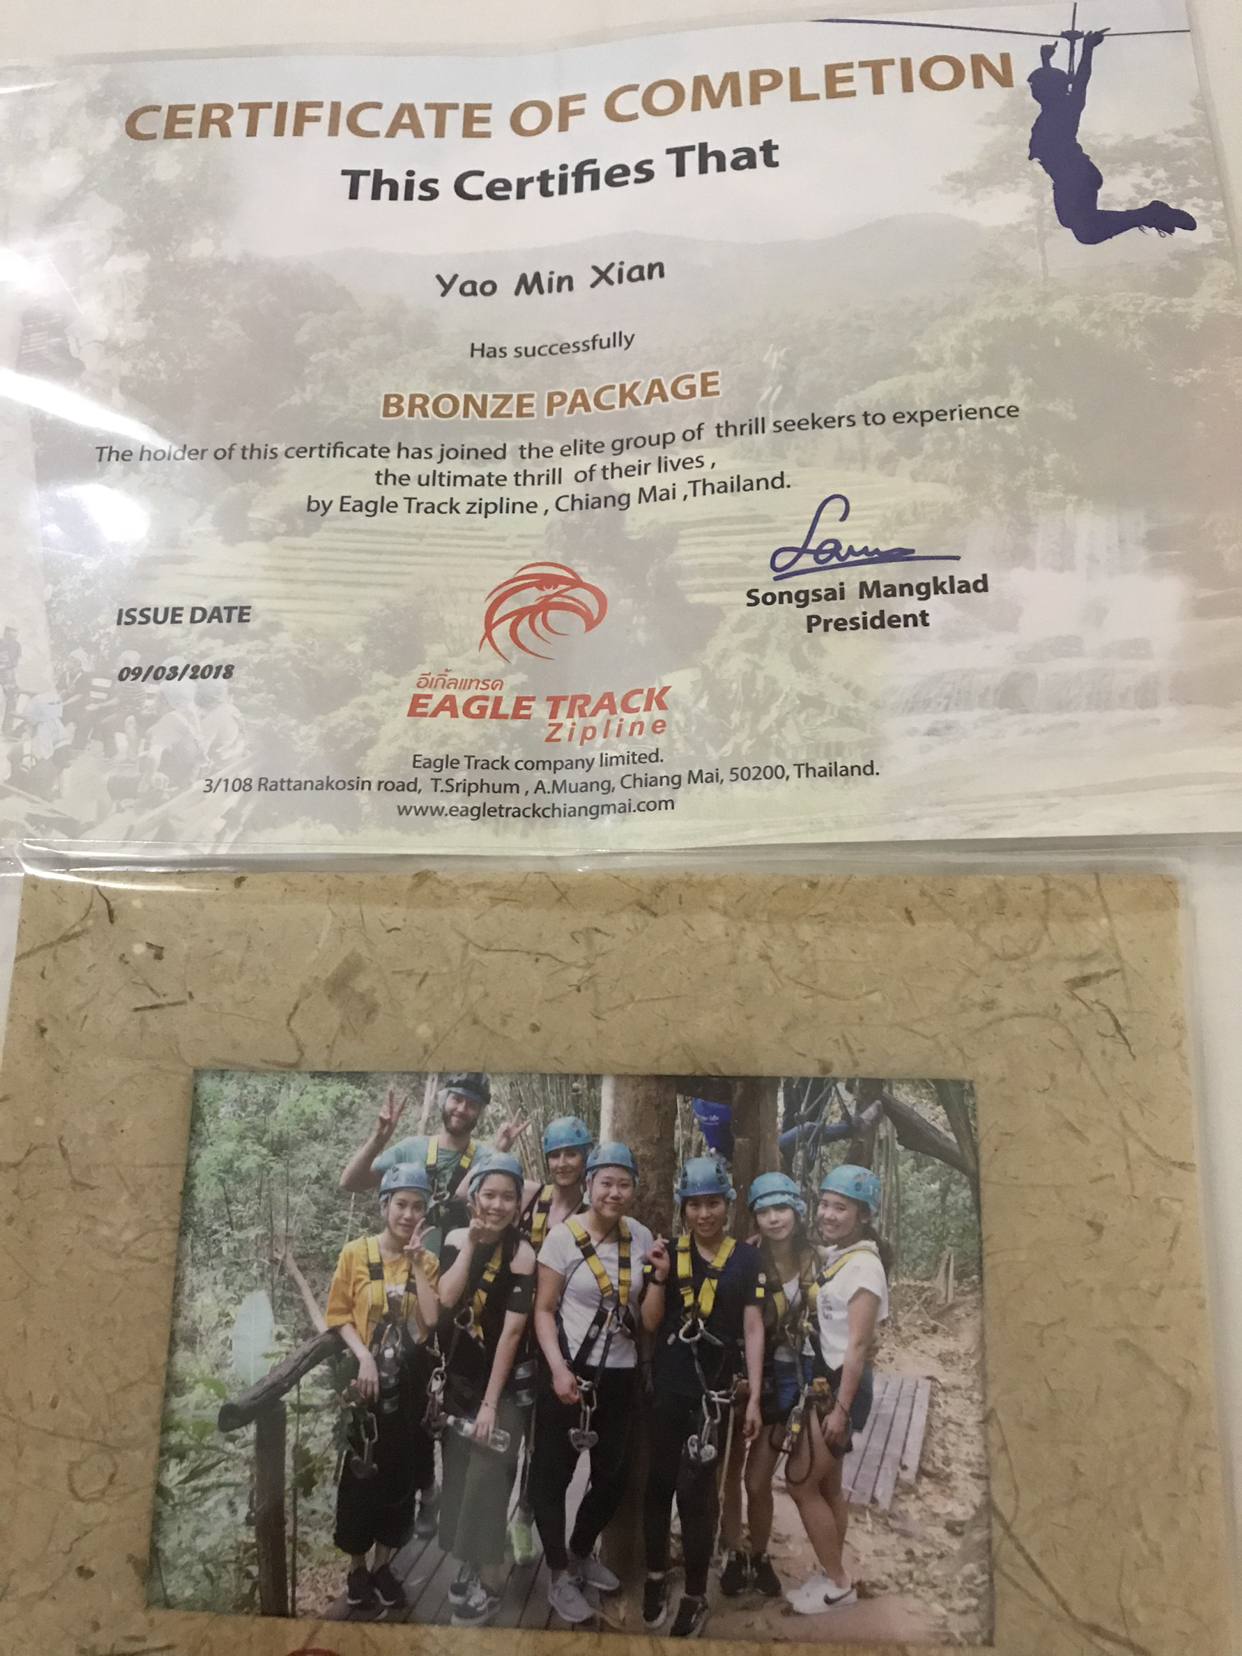 CERTIFICATE OF COMPLETION
This Certifies That
Yao Min Xian
Has successfully
BRONZE PACKAGE
The holder of this certificate has joined the elite group of thrill seekers to experience
the ultimate thrill of their lives ,
by Eagle Track zipline , Chiang Mai ,Thailand.
Songsai Mangklad
President
ISSUE DATE
09/03/2018
อีเกิ้ลแทรค
EAGLE TRACK
Zipline
Eagle Track company limited.
3/108 Rattanakosin road, T.Sriphum , A.Muang, Chiang Mai, 50200, Thailand.
www.eagletrackchiangmai.com